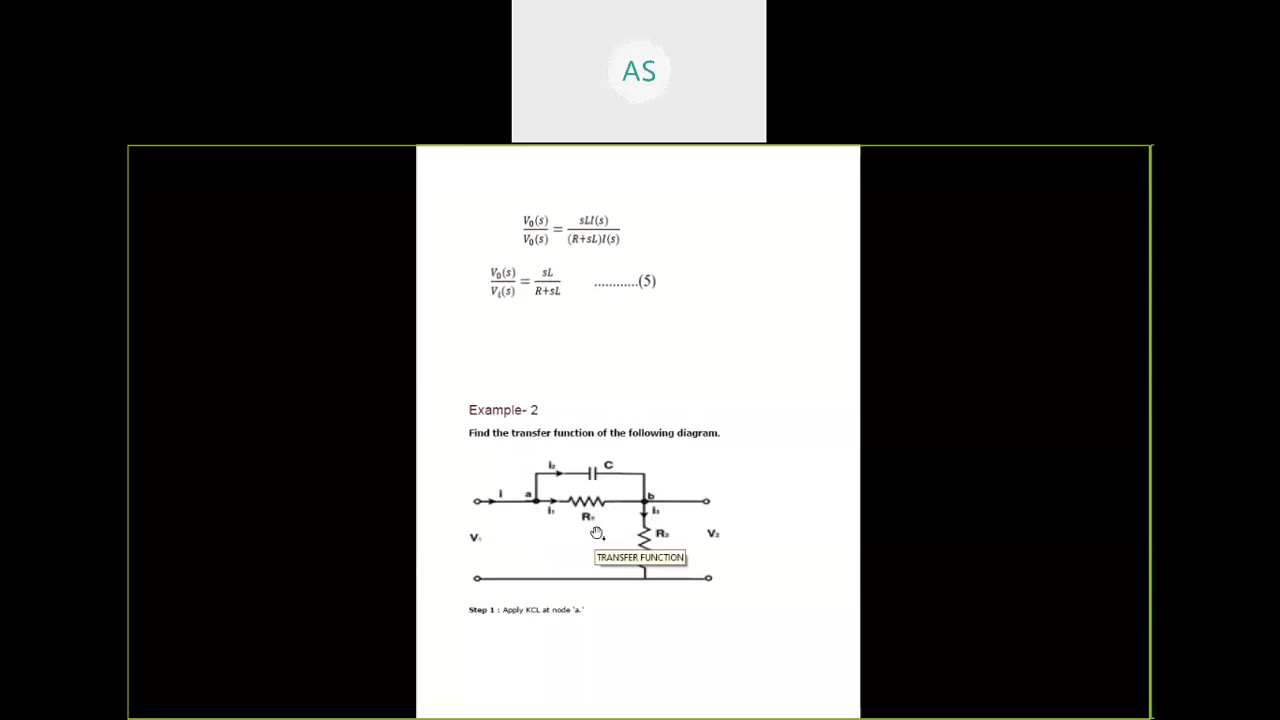 AS
V₀(s)/V₀(s) = sLI(s)/(R+sL)I(s)
V₀(s)/Vᵢ(s) = sL/R+sL ............(5)
Example- 2
Find the transfer function of the following diagram.
i₂ C
i a b
i₁ i₃
R₁
V₁ R₂ V₂
TRANSFER FUNCTION
Step 1 : Apply KCL at node 'a.'